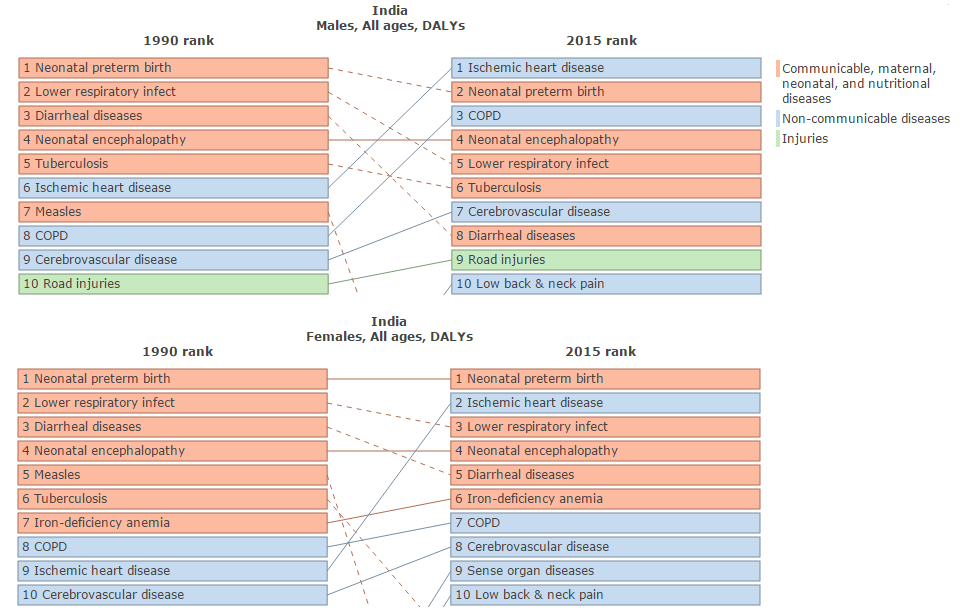 India
Males, All ages, DALYs
1990 rank
2015 rank
1 Neonatal preterm birth
1 Ischemic heart disease
2 Lower respiratory infect
2 Neonatal preterm birth
3 Diarrheal diseases
3 COPD
4 Neonatal encephalopathy
4 Neonatal encephalopathy
5 Tuberculosis
5 Lower respiratory infect
6 Ischemic heart disease
6 Tuberculosis
7 Measles
7 Cerebrovascular disease
8 COPD
8 Diarrheal diseases
9 Cerebrovascular disease
9 Road injuries
10 Road injuries
10 Low back & neck pain
Communicable, maternal,
neonatal, and nutritional
diseases
Non-communicable diseases
Injuries
India
Females, All ages, DALYs
1990 rank
2015 rank
1 Neonatal preterm birth
1 Neonatal preterm birth
2 Lower respiratory infect
2 Ischemic heart disease
3 Diarrheal diseases
3 Lower respiratory infect
4 Neonatal encephalopathy
4 Neonatal encephalopathy
5 Measles
5 Diarrheal diseases
6 Tuberculosis
6 Iron-deficiency anemia
7 Iron-deficiency anemia
7 COPD
8 COPD
8 Cerebrovascular disease
9 Ischemic heart disease
9 Sense organ diseases
10 Cerebrovascular disease
10 Low back & neck pain